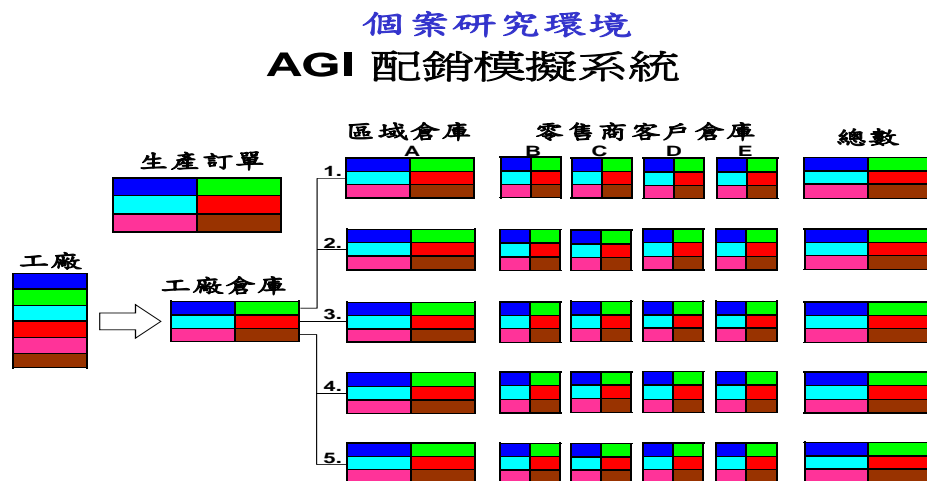 個案研究環境
AGI 配銷模擬系統
區域倉庫 零售商客戶倉庫 總數
A B C D E
生產訂單
1.
2.
工廠
工廠倉庫
3.
4.
5.